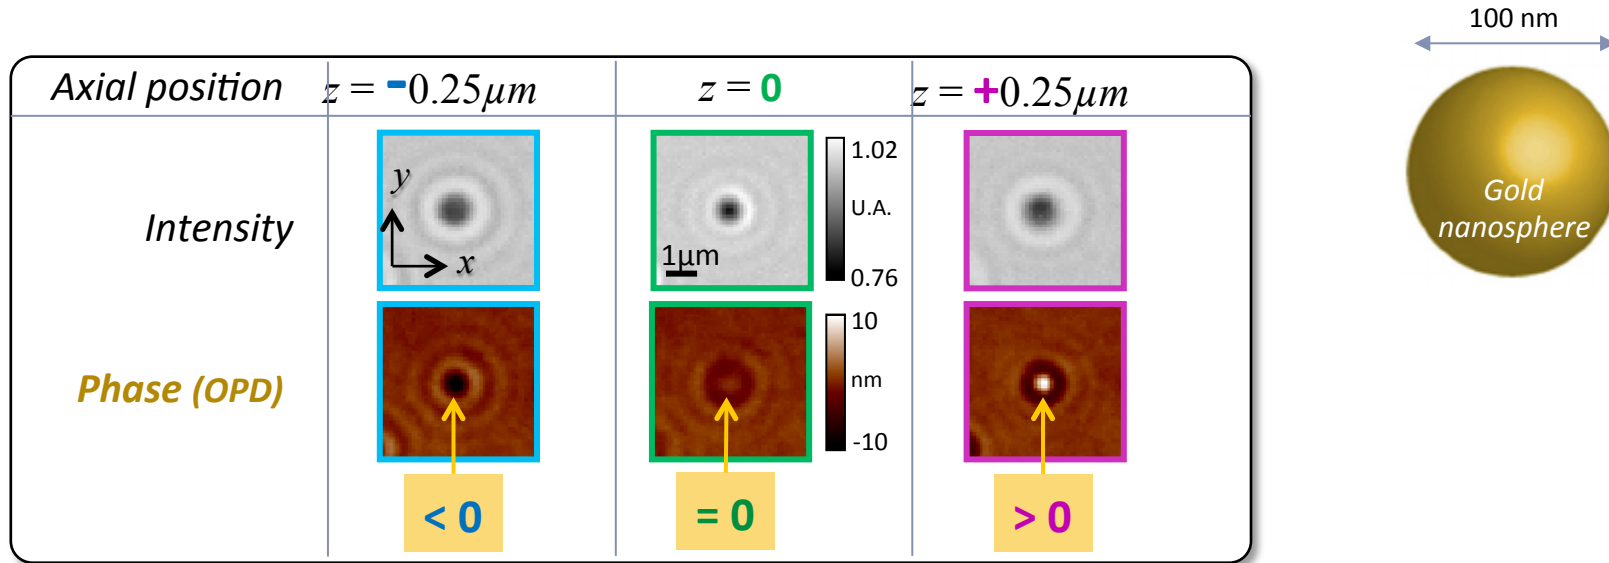 100 nm
Axial position z = -0.25µm z = 0 z = +0.25µm
Intensity
y
x
1µm
1.02
U.A.
0.76
Gold
nanosphere
Phase (OPD)
10
nm
-10
< 0 = 0 > 0